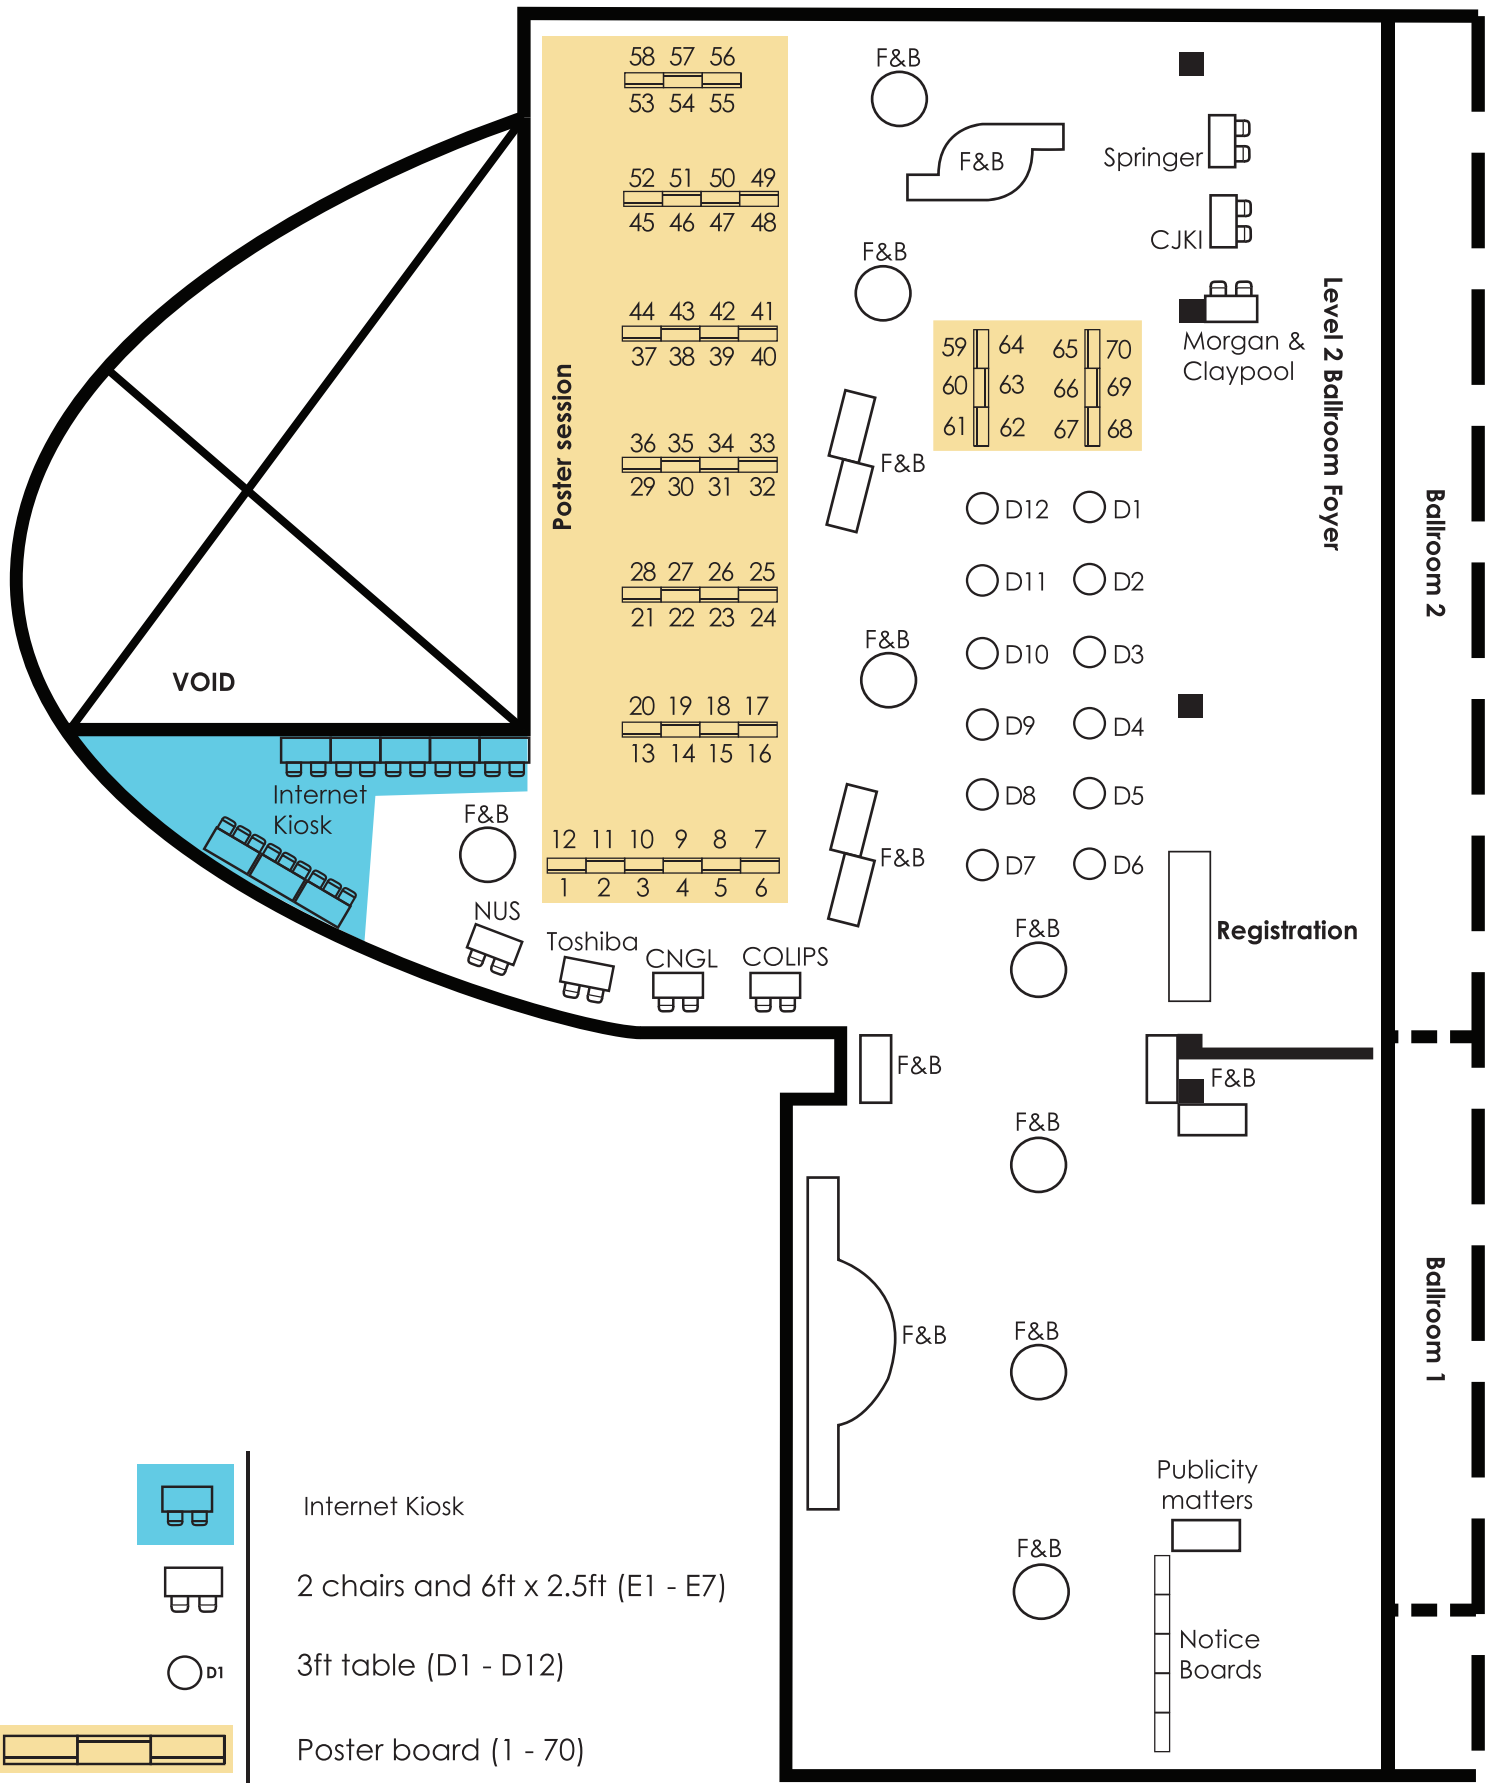 58 57 56
53 54 55
52 51 50 49
45 46 47 48
44 43 42 41
37 38 39 40
36 35 34 33
29 30 31 32
28 27 26 25
21 22 23 24
20 19 18 17
13 14 15 16
12 11 10 9 8 7
1 2 3 4 5 6
Poster session
VOID
Internet
Kiosk
F&B
NUS
Toshiba
CNGL
COLIPS
F&B
F&B
F&B
F&B
F&B
F&B
Springer
CJKI
Morgan &
Claypool
59 64 65 70
60 63 66 69
61 62 67 68
D12 D1
D11 D2
D10 D3
D9 D4
D8 D5
D7 D6
Level 2 Ballroom Foyer
Ballroom 2
F&B
Registration
F&B
F&B
F&B
F&B
F&B
Ballroom 1
Publicity
matters
F&B
Notice
Boards
Internet Kiosk
2 chairs and 6ft x 2.5ft (E1 - E7)
D1
3ft table (D1 - D12)
Poster board (1 - 70)